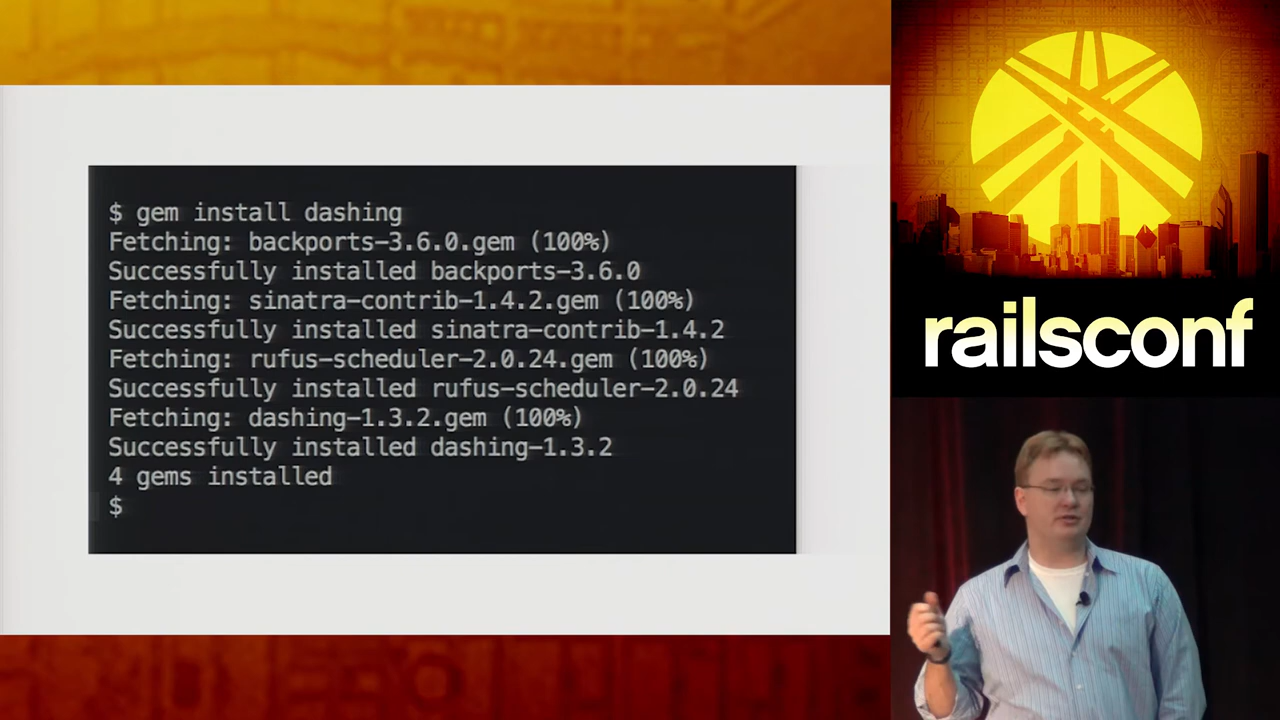 $ gem install dashing
Fetching: backports-3.6.0.gem (100%)
Successfully installed backports-3.6.0
Fetching: sinatra-contrib-1.4.2.gem (100%)
Successfully installed sinatra-contrib-1.4.2
Fetching: rufus-scheduler-2.0.24.gem (100%)
Successfully installed rufus-scheduler-2.0.24
Fetching: dashing-1.3.2.gem (100%)
Successfully installed dashing-1.3.2
4 gems installed
$
railsconf